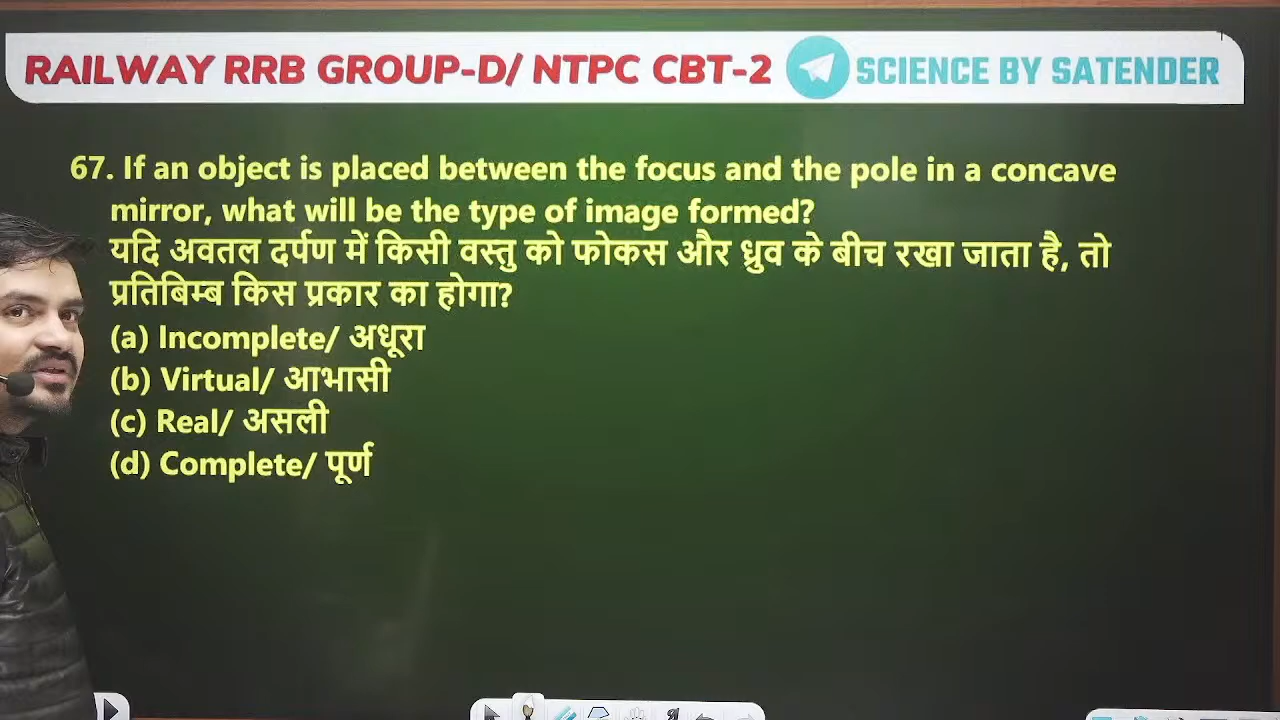 RAILWAY RRB GROUP-D/ NTPC CBT-2 SCIENCE BY SATENDER
67. If an object is placed between the focus and the pole in a concave
mirror, what will be the type of image formed?
यदि अवतल दर्पण में किसी वस्तु को फोकस और ध्रुव के बीच रखा जाता है, तो
प्रतिबिम्ब किस प्रकार का होगा?
(a) Incomplete/ अधूरा
(b) Virtual/ आभासी
(c) Real/ असली
(d) Complete/ पूर्ण